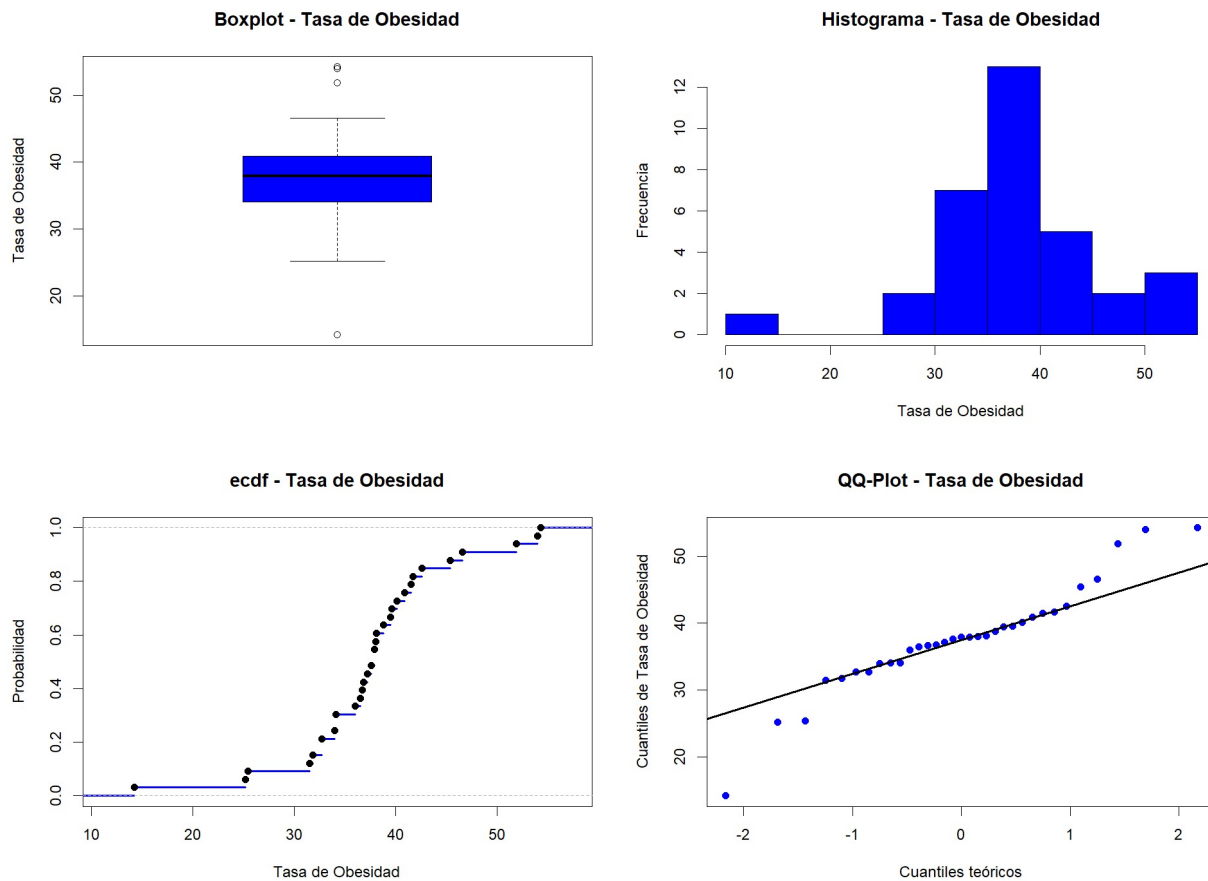 Boxplot - Tasa de Obesidad
Tasa de Obesidad
50
40
30
20
Histograma - Tasa de Obesidad
Frecuencia
12
10
8
6
4
2
0
10 20 30 40 50
Tasa de Obesidad
ecdf - Tasa de Obesidad
Probabilidad
1.0
0.8
0.6
0.4
0.2
0.0
10 20 30 40 50
Tasa de Obesidad
QQ-Plot - Tasa de Obesidad
Cuantiles de Tasa de Obesidad
50
40
30
20
-2 -1 0 1 2
Cuantiles teóricos